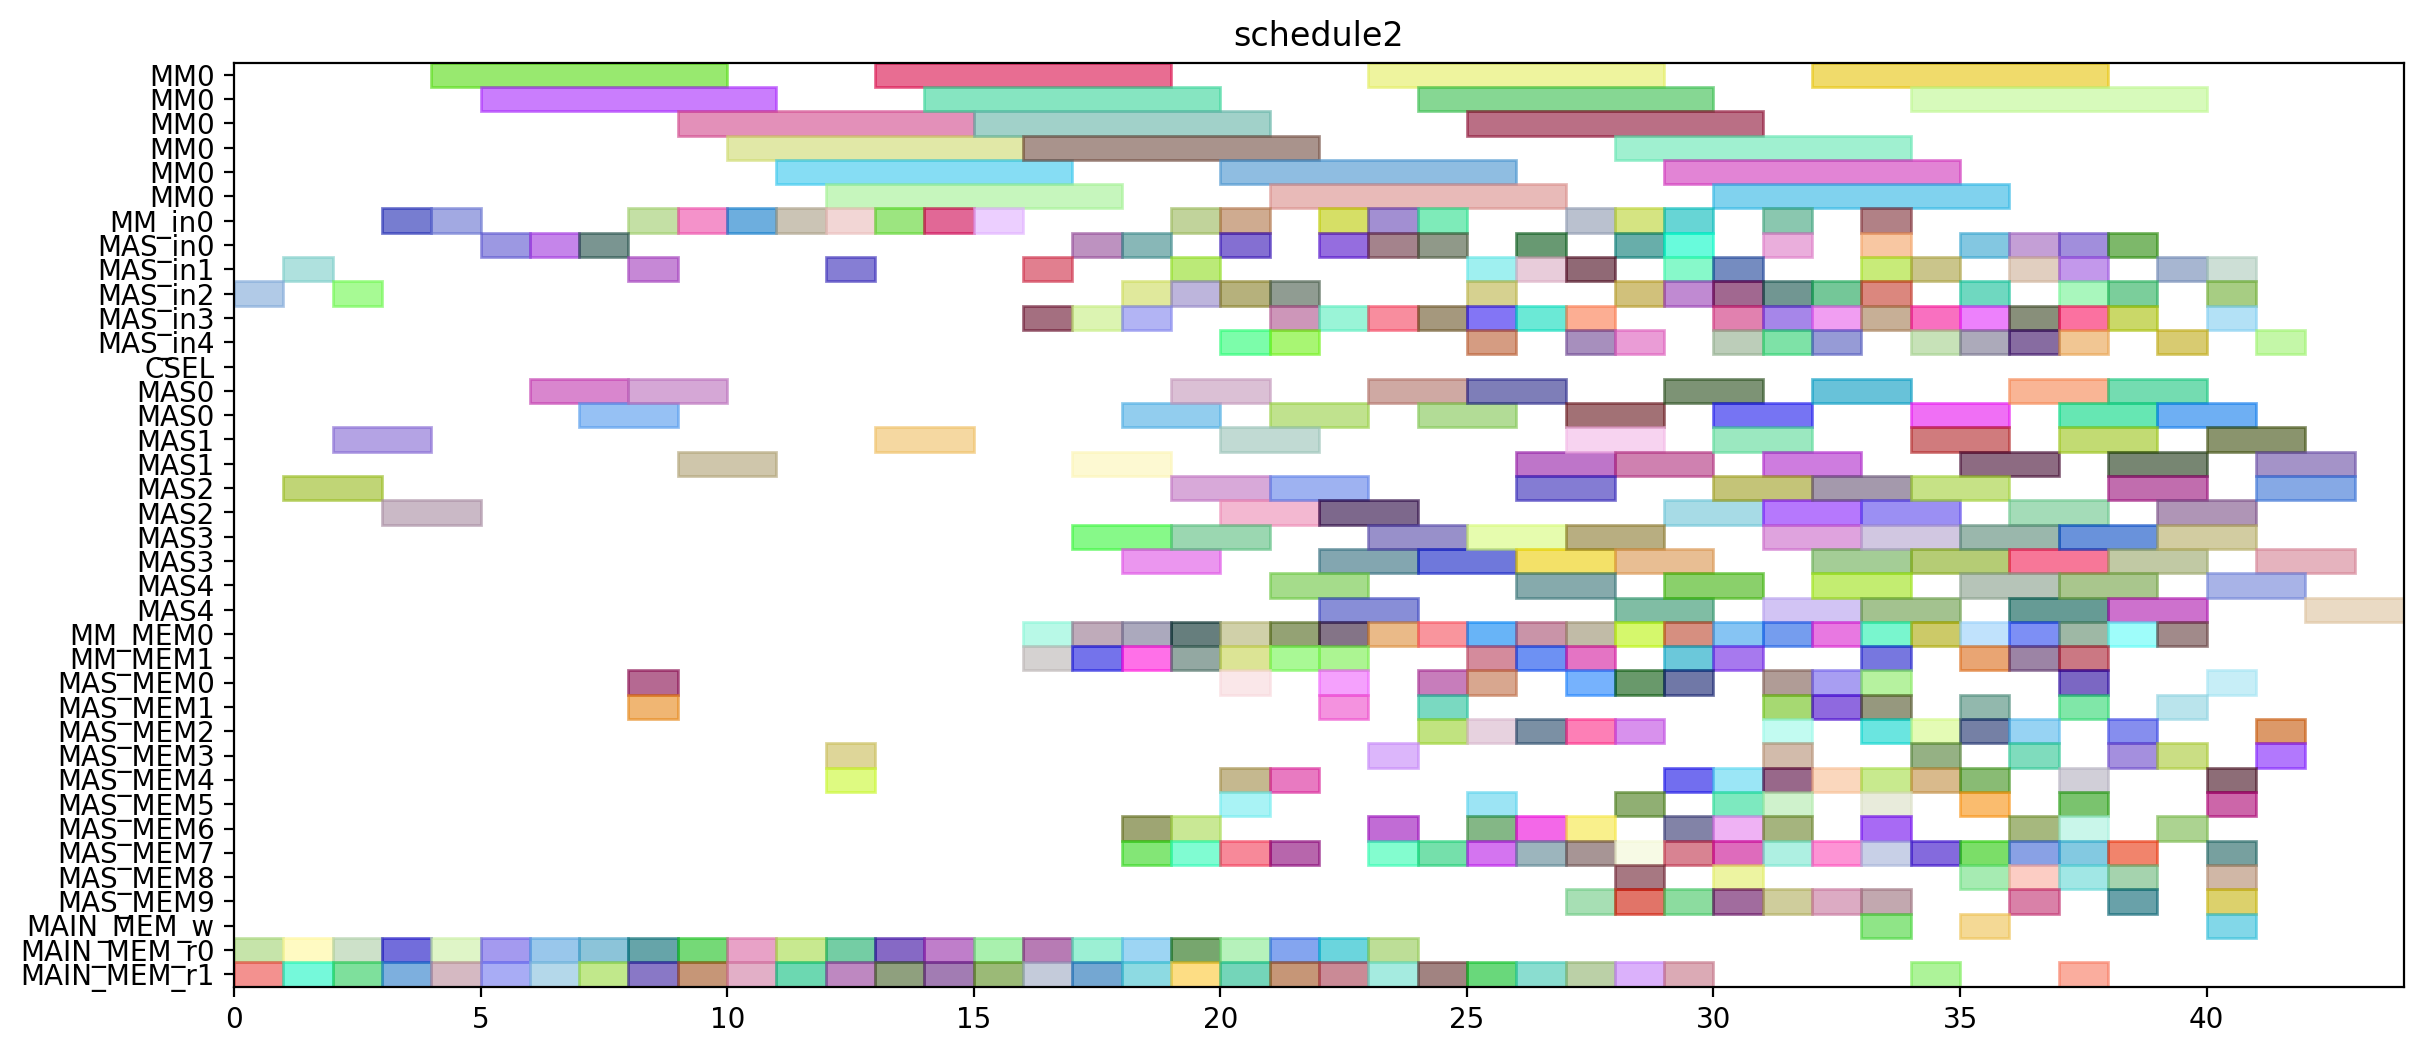 schedule2
MM0
MM0
MM0
MM0
MM0
MM0
MM_in0
MAS_in0
MAS_in1
MAS_in2
MAS_in3
MAS_in4
CSEL
MAS0
MAS0
MAS1
MAS1
MAS2
MAS2
MAS3
MAS3
MAS4
MAS4
MM_MEM0
MM_MEM1
MAS_MEM0
MAS_MEM1
MAS_MEM2
MAS_MEM3
MAS_MEM4
MAS_MEM5
MAS_MEM6
MAS_MEM7
MAS_MEM8
MAS_MEM9
MAIN_MEM_w
MAIN_MEM_r0
MAIN_MEM_r1
0 5 10 15 20 25 30 35 40